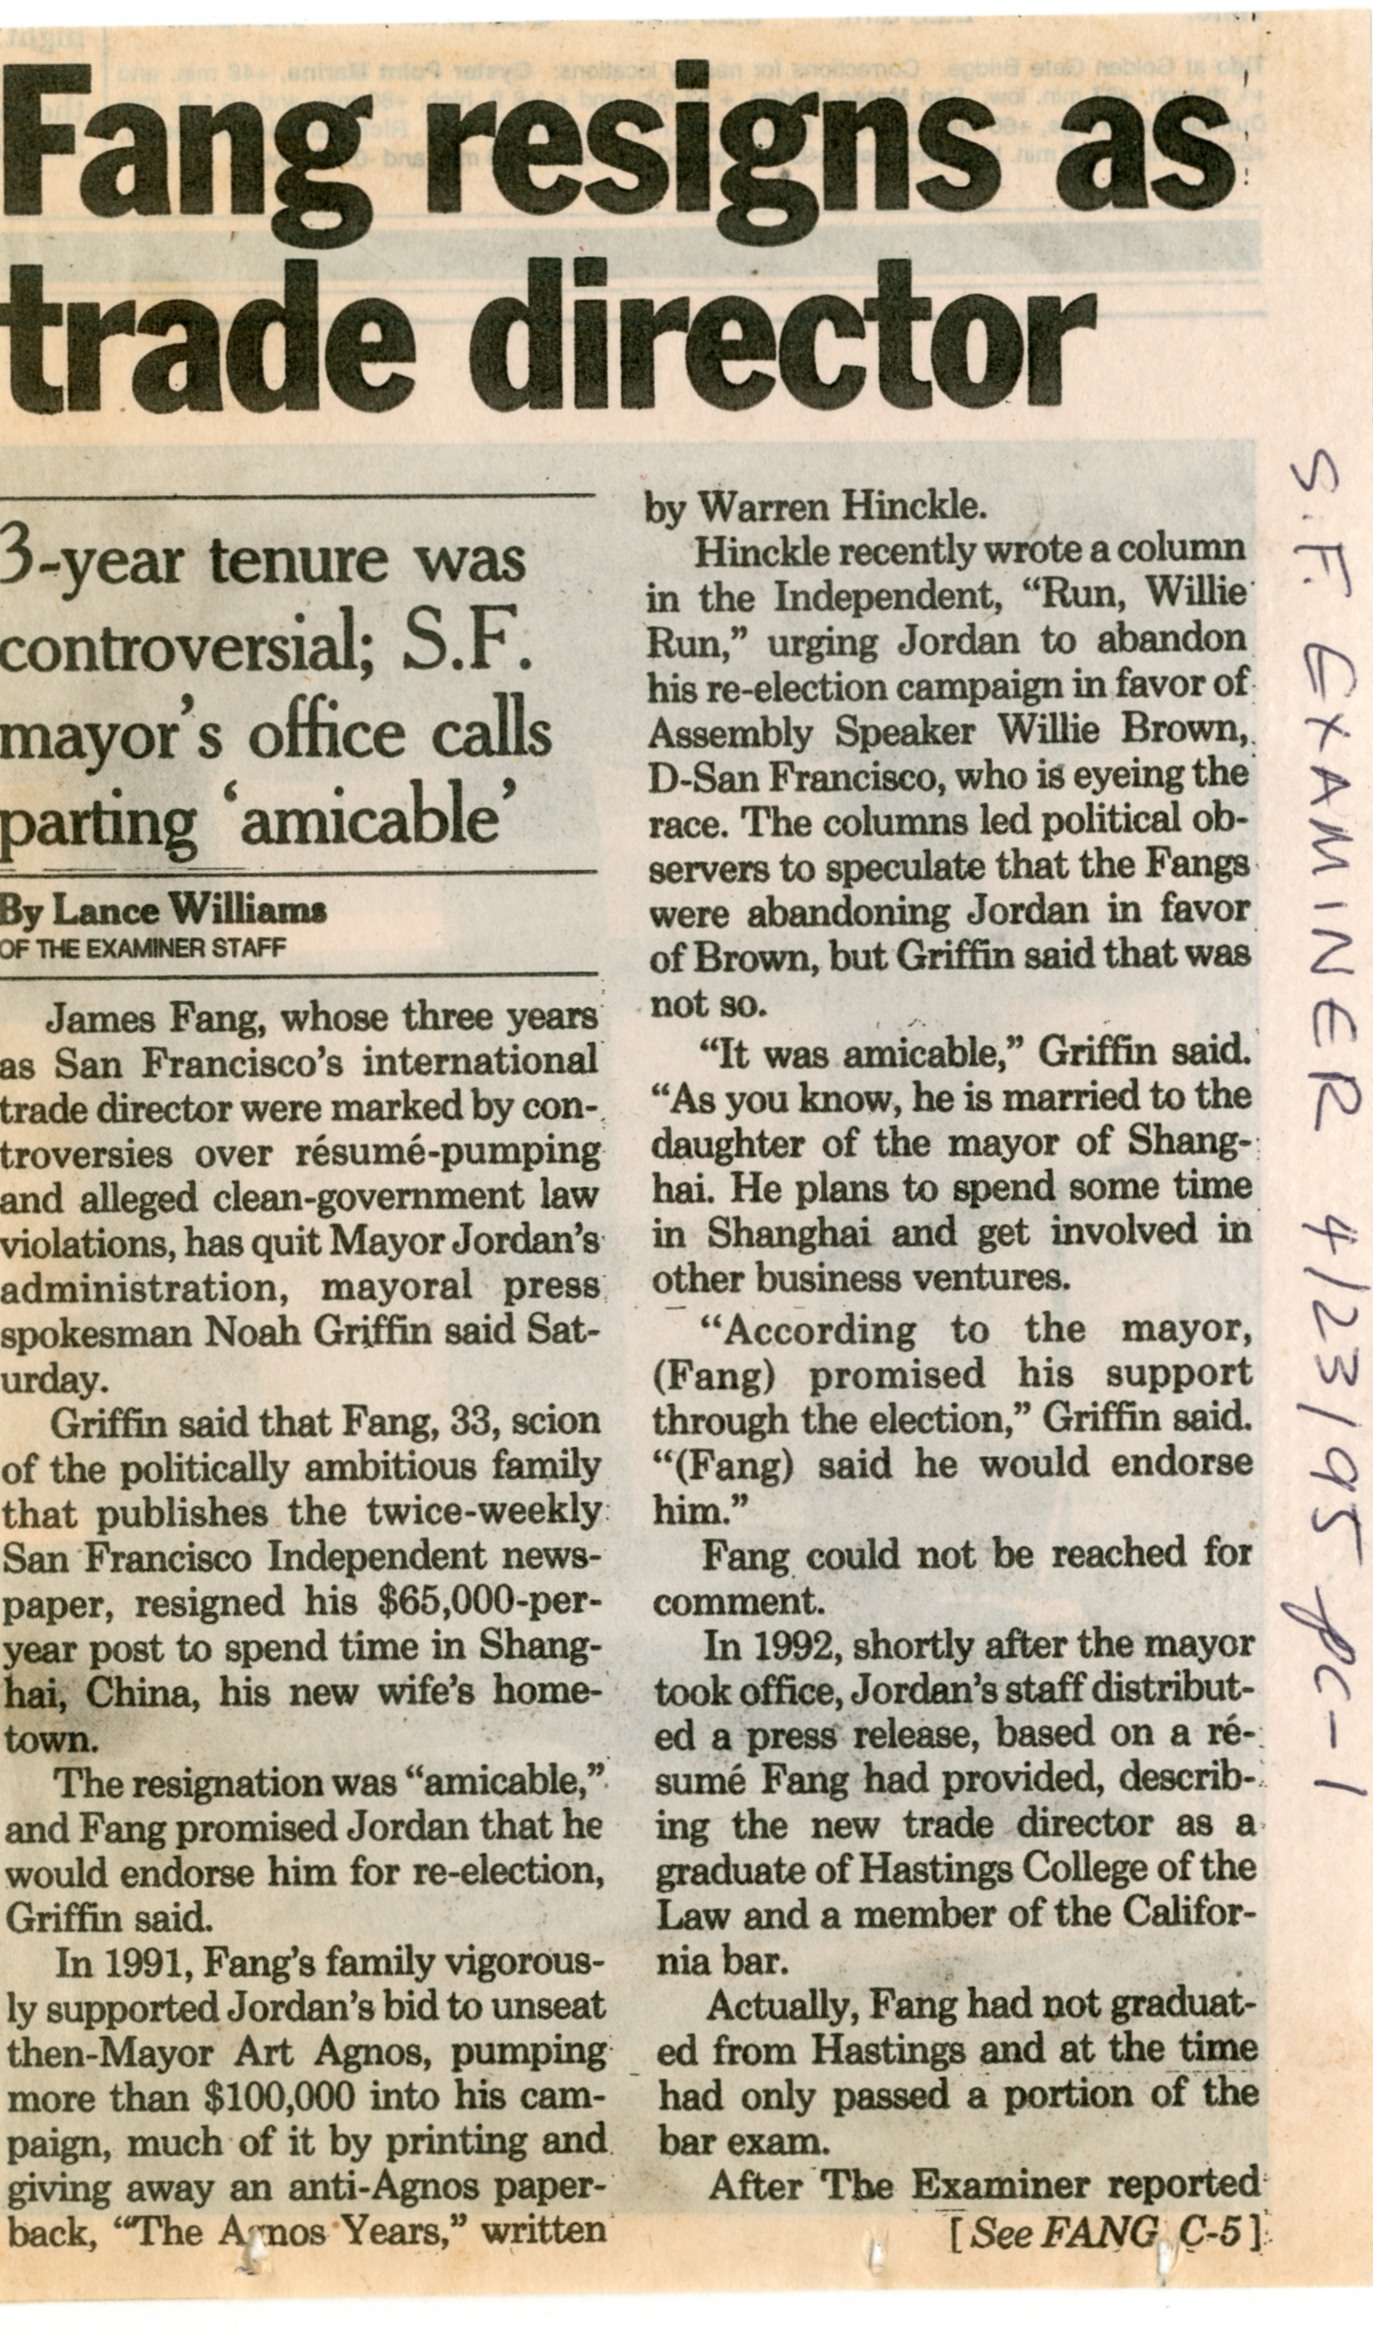 Fang resigns as
trade director
3-year tenure was
controversial; S.F.
mayor's office calls
parting ‘amicable’
By Lance Williams
OF THE EXAMINER STAFF
James Fang, whose three years
as San Francisco's international
trade director were marked by con-
troversies over résumé-pumping
and alleged clean-government law
violations, has quit Mayor Jordan's
administration, mayoral press
spokesman Noah Griffin said Sat-
urday.
Griffin said that Fang, 33, scion
of the politically ambitious family
that publishes the twice-weekly
San Francisco Independent news-
paper, resigned his $65,000-per-
year post to spend time in Shang-
hai, China, his new wife's home-
town.
The resignation was “amicable,”
and Fang promised Jordan that he
would endorse him for re-election,
Griffin said.
In 1991, Fang's family vigorous-
ly supported Jordan's bid to unseat
then-Mayor Art Agnos, pumping
more than $100,000 into his cam-
paign, much of it by printing and
giving away an anti-Agnos paper-
back, “The Agnos Years,” written
by Warren Hinckle.
Hinckle recently wrote a column
in the Independent, “Run, Willie
Run,” urging Jordan to abandon
his re-election campaign in favor of
Assembly Speaker Willie Brown,
D-San Francisco, who is eyeing the
race. The columns led political ob-
servers to speculate that the Fangs
were abandoning Jordan in favor
of Brown, but Griffin said that was
not so.
“It was amicable,” Griffin said.
“As you know, he is married to the
daughter of the mayor of Shang-
hai. He plans to spend some time
in Shanghai and get involved in
other business ventures.
“According to the mayor,
(Fang) promised his support
through the election,” Griffin said.
“(Fang) said he would endorse
him.”
Fang could not be reached for
comment.
In 1992, shortly after the mayor
took office, Jordan's staff distribut-
ed a press release, based on a ré-
sumé Fang had provided, describ-
ing the new trade director as a
graduate of Hastings College of the
Law and a member of the Califor-
nia bar.
Actually, Fang had not graduat-
ed from Hastings and at the time
had only passed a portion of the
bar exam.
After The Examiner reported
[See FANG, C-5]
S.F. EXAMINER 4/23/95 pC-1